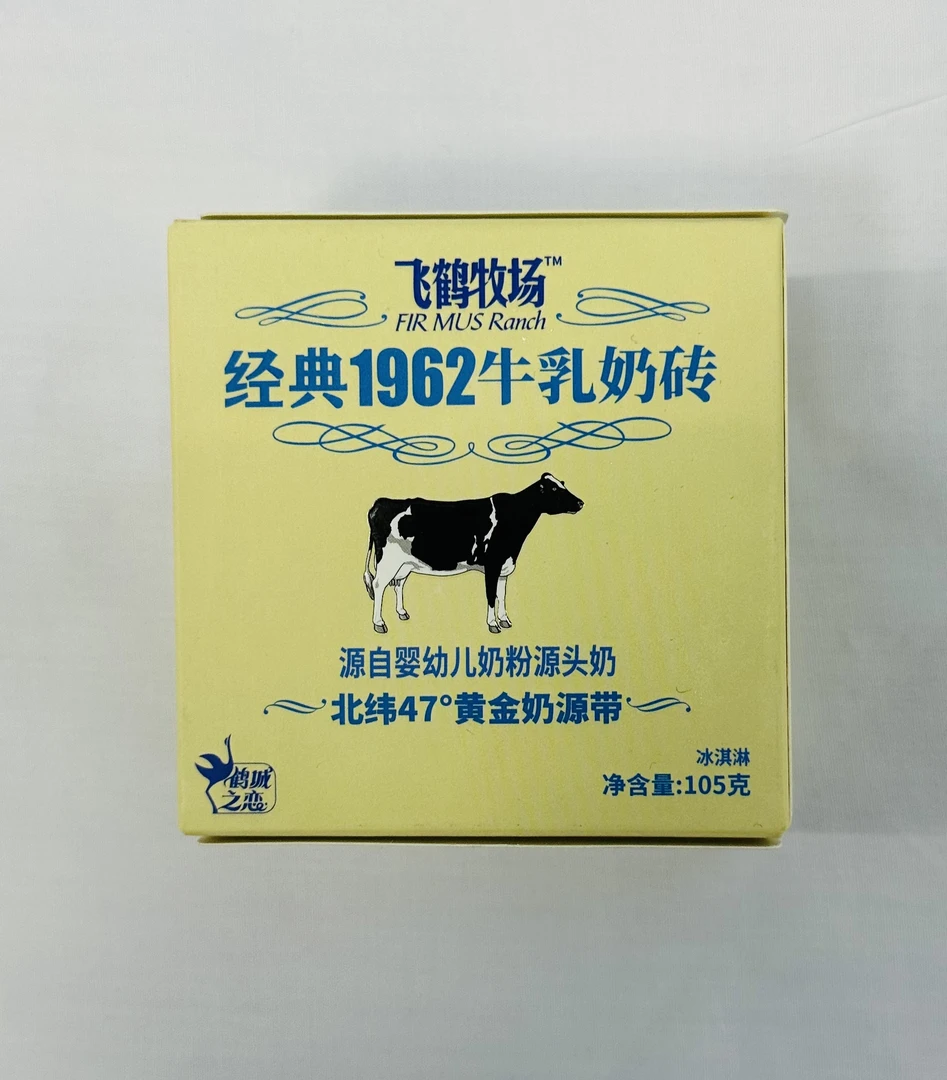 飞鹤牧场™
FIR MUS Ranch
经典1962牛乳奶砖
源自婴幼儿奶粉源头奶
北纬47°黄金奶源带
冰淇淋
净含量:105克
鹤城
之恋